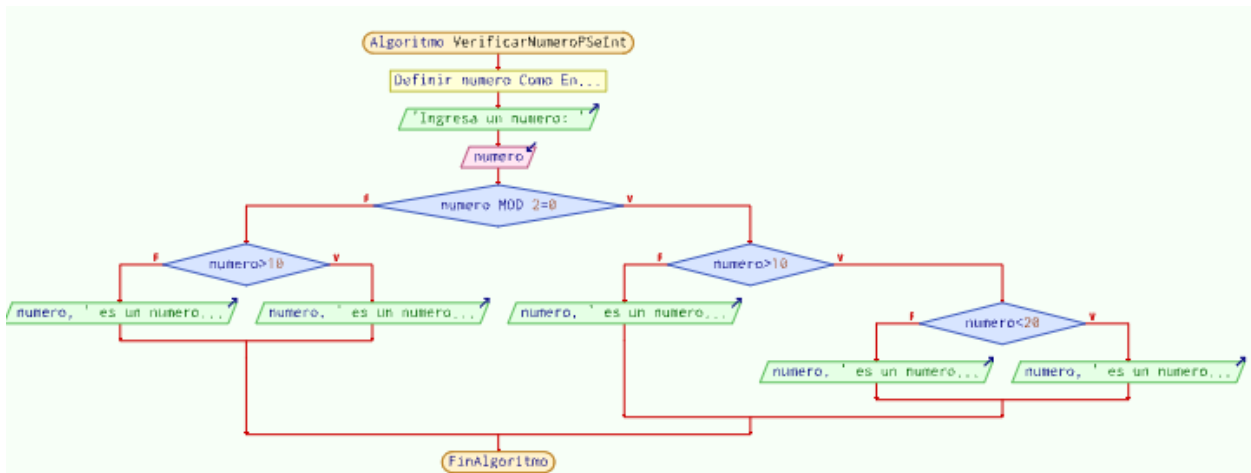 Algoritmo VerificarNumeroPSeInt
Definir numero Como En...
'Ingresa un numero: '
numero
F
numero MOD 2=0
V
F
numero>10
V
F
numero>10
V
numero, ' es un numero...
numero, ' es un numero...
numero, ' es un numero...
F
numero<20
V
numero, ' es un numero...
numero, ' es un numero...
FinAlgoritmo